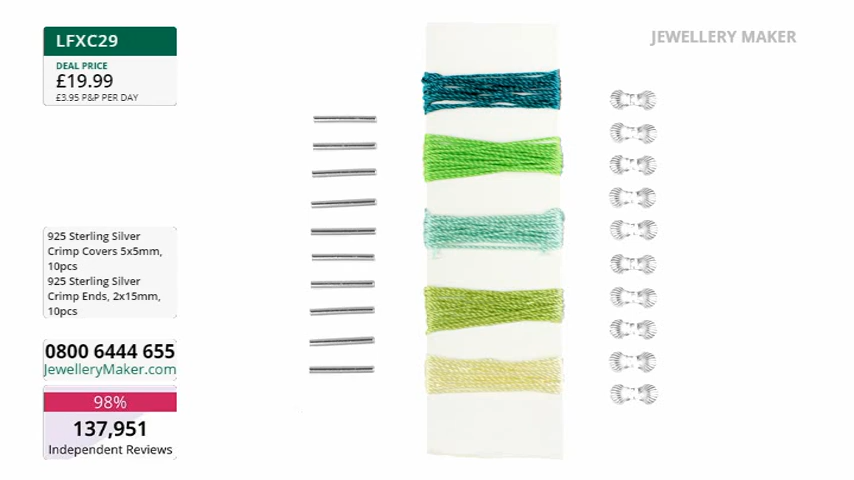 LFXC29
JEWELLERY MAKER
DEAL PRICE
£19.99
£3.95 P&P PER DAY
925 Sterling Silver
Crimp Covers 5x5mm,
10pcs
925 Sterling Silver
Crimp Ends, 2x15mm,
10pcs
0800 6444 655
JewelleryMaker.com
98%
137,951
Independent Reviews